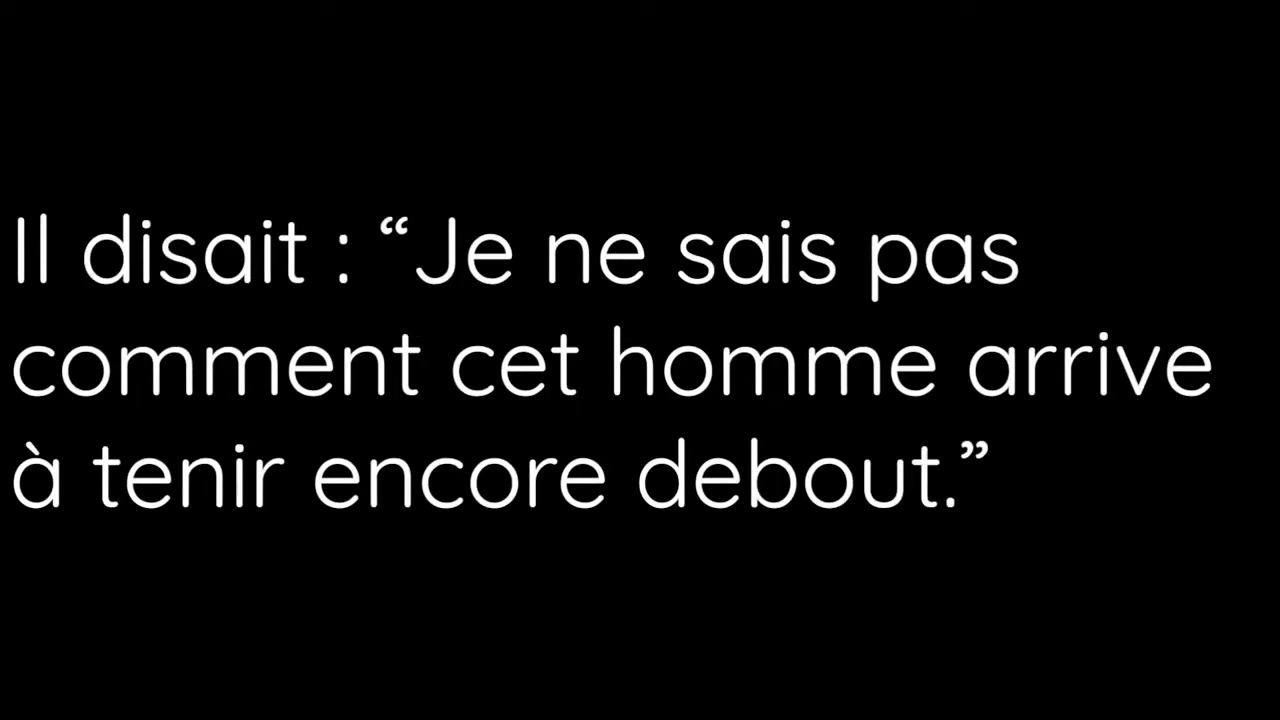 Il disait : “Je ne sais pas
comment cet homme arrive
à tenir encore debout.”